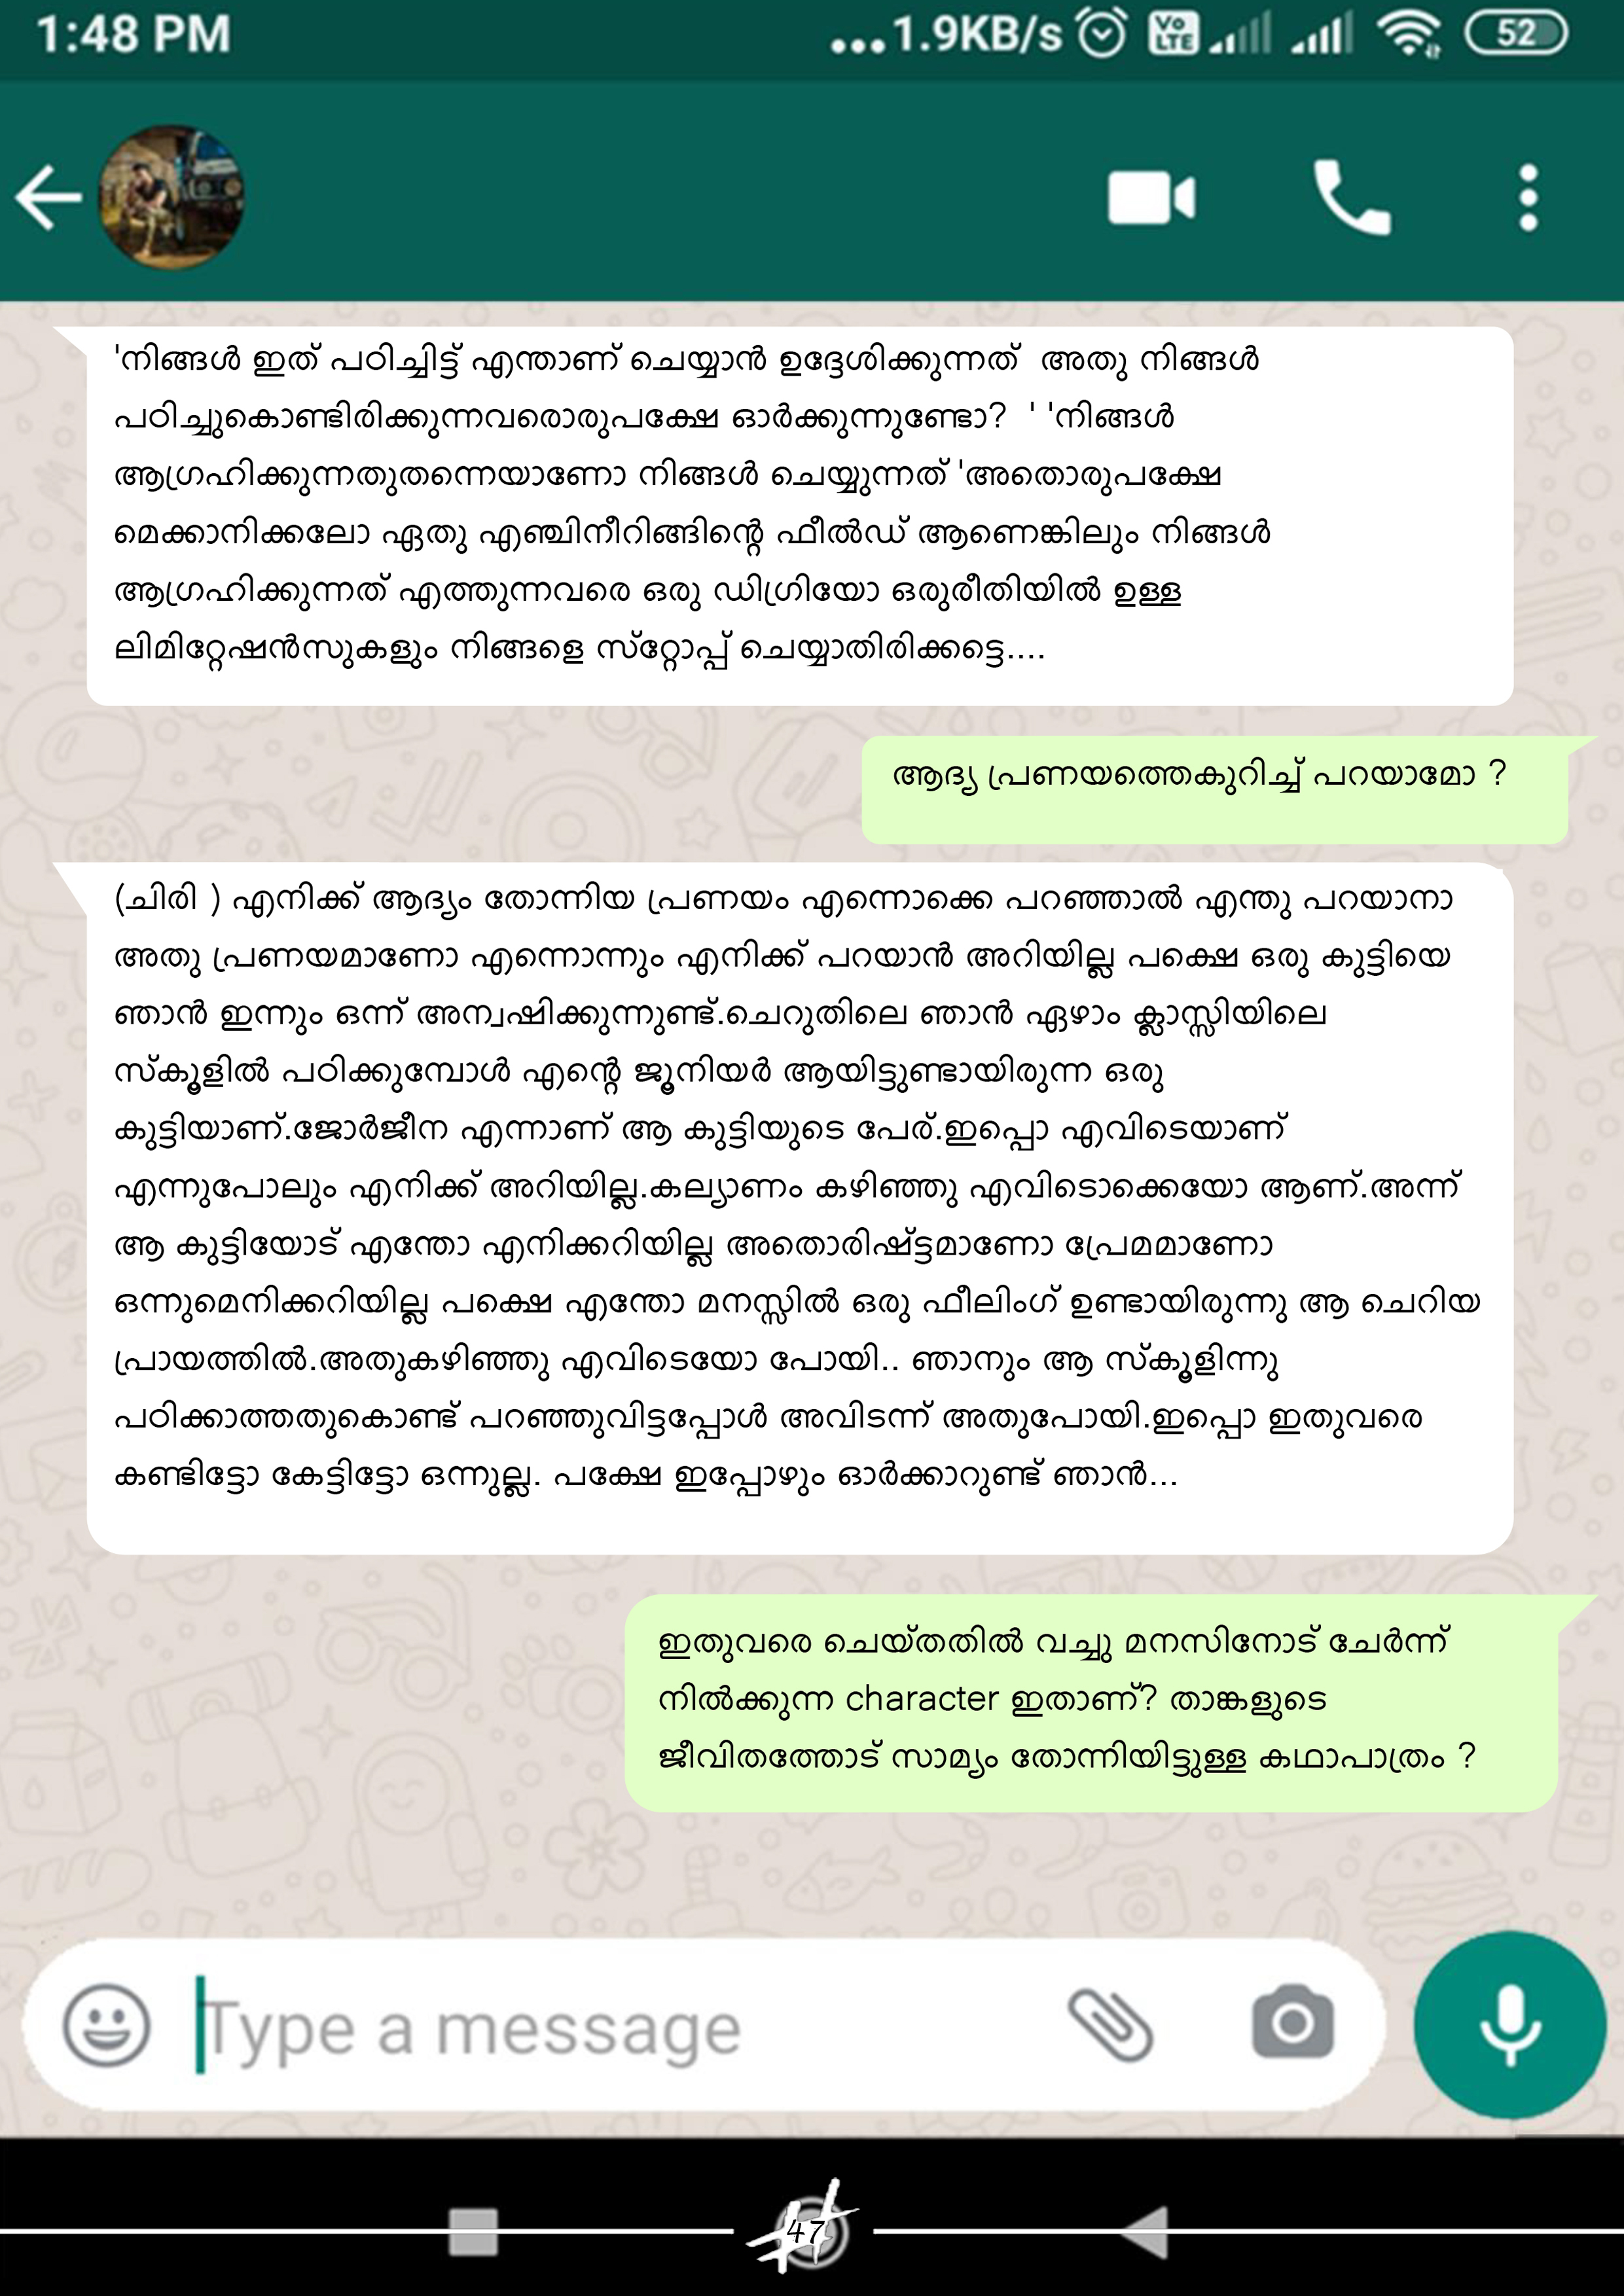 1:48 PM
...1.9KB/s Vo LTE 52
'നിങ്ങൾ ഇത് പഠിച്ചിട്ട് എന്താണ് ചെയ്യാൻ ഉദ്ദേശിക്കുന്നത്  അതു നിങ്ങൾ
പഠിച്ചുകൊണ്ടിരിക്കുന്നവരൊരുപക്ഷേ ഓർക്കുന്നുണ്ടോ?  ' 'നിങ്ങൾ
ആഗ്രഹിക്കുന്നതുതന്നെയാണോ നിങ്ങൾ ചെയ്യുന്നത് 'അതൊരുപക്ഷേ
മെക്കാനിക്കലോ ഏതു എഞ്ചിനീറിങ്ങിന്റെ ഫീൽഡ് ആണെങ്കിലും നിങ്ങൾ
ആഗ്രഹിക്കുന്നത് എത്തുന്നവരെ ഒരു ഡിഗ്രിയോ ഒരുരീതിയിൽ ഉള്ള
ലിമിറ്റേഷൻസുകളും നിങ്ങളെ സ്റ്റോപ്പ് ചെയ്യാതിരിക്കട്ടെ....
ആദ്യ പ്രണയത്തെകുറിച്ച് പറയാമോ ?
(ചിരി ) എനിക്ക് ആദ്യം തോന്നിയ പ്രണയം എന്നൊക്കെ പറഞ്ഞാൽ എന്തു പറയാനാ
അതു പ്രണയമാണോ എന്നൊന്നും എനിക്ക് പറയാൻ അറിയില്ല പക്ഷെ ഒരു കുട്ടിയെ
ഞാൻ ഇന്നും ഒന്ന് അന്വഷിക്കുന്നുണ്ട്.ചെറുതിലെ ഞാൻ ഏഴാം ക്ലാസ്സിയിലെ
സ്കൂളിൽ പഠിക്കുമ്പോൾ എന്റെ ജൂനിയർ ആയിട്ടുണ്ടായിരുന്ന ഒരു
കുട്ടിയാണ്.ജോർജീന എന്നാണ് ആ കുട്ടിയുടെ പേര്.ഇപ്പൊ എവിടെയാണ്
എന്നുപോലും എനിക്ക് അറിയില്ല.കല്യാണം കഴിഞ്ഞു എവിടൊക്കെയോ ആണ്.അന്ന്
ആ കുട്ടിയോട് എന്തോ എനിക്കറിയില്ല അതൊരിഷ്ട്ടമാണോ പ്രേമമാണോ
ഒന്നുമെനിക്കറിയില്ല പക്ഷെ എന്തോ മനസ്സിൽ ഒരു ഫീലിംഗ് ഉണ്ടായിരുന്നു ആ ചെറിയ
പ്രായത്തിൽ.അതുകഴിഞ്ഞു എവിടെയോ പോയി.. ഞാനും ആ സ്കൂളിന്നു
പഠിക്കാത്തതുകൊണ്ട് പറഞ്ഞുവിട്ടപ്പോൾ അവിടന്ന് അതുപോയി.ഇപ്പൊ ഇതുവരെ
കണ്ടിട്ടോ കേട്ടിട്ടോ ഒന്നുല്ല. പക്ഷേ ഇപ്പോഴും ഓർക്കാറുണ്ട് ഞാൻ...
ഇതുവരെ ചെയ്തതിൽ വച്ചു മനസിനോട് ചേർന്ന്
നിൽക്കുന്ന character ഇതാണ്? താങ്കളുടെ
ജീവിതത്തോട് സാമ്യം തോന്നിയിട്ടുള്ള കഥാപാത്രം ?
Type a message
47